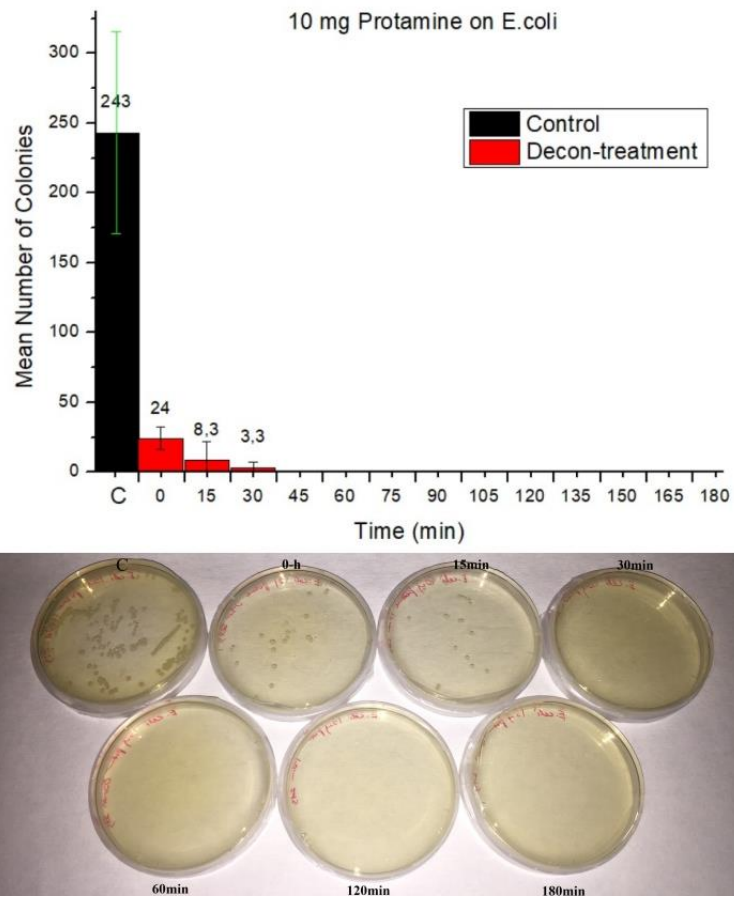 10 mg Protamine on E.coli
Control
Decon-treatment
Mean Number of Colonies
300
250
200
150
100
50
0
243
24
8,3
3,3
C 0 15 30 45 60 75 90 105 120 135 150 165 180
Time (min)
C 0-h 15min 30min
60min 120min 180min